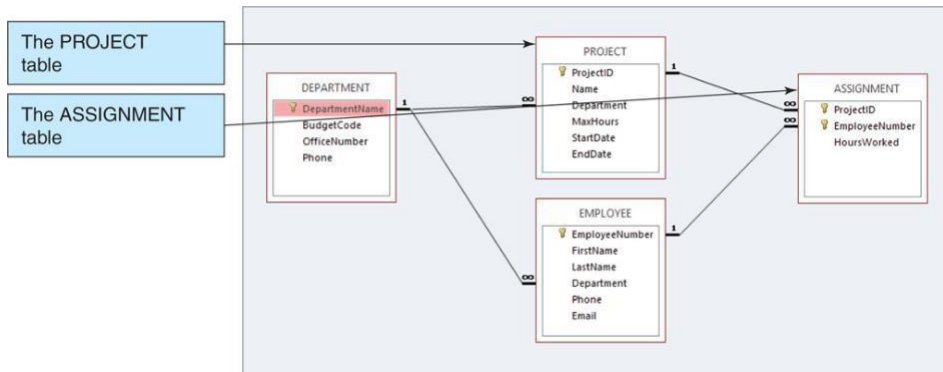 The PROJECT
table
The ASSIGNMENT
table
DEPARTMENT
DepartmentName
BudgetCode
OfficeNumber
Phone
1
1
∞
∞
PROJECT
ProjectID
Name
Department
MaxHours
StartDate
EndDate
EMPLOYEE
EmployeeNumber
FirstName
LastName
Department
Phone
Email
1
∞
∞
ASSIGNMENT
ProjectID
EmployeeNumber
HoursWorked